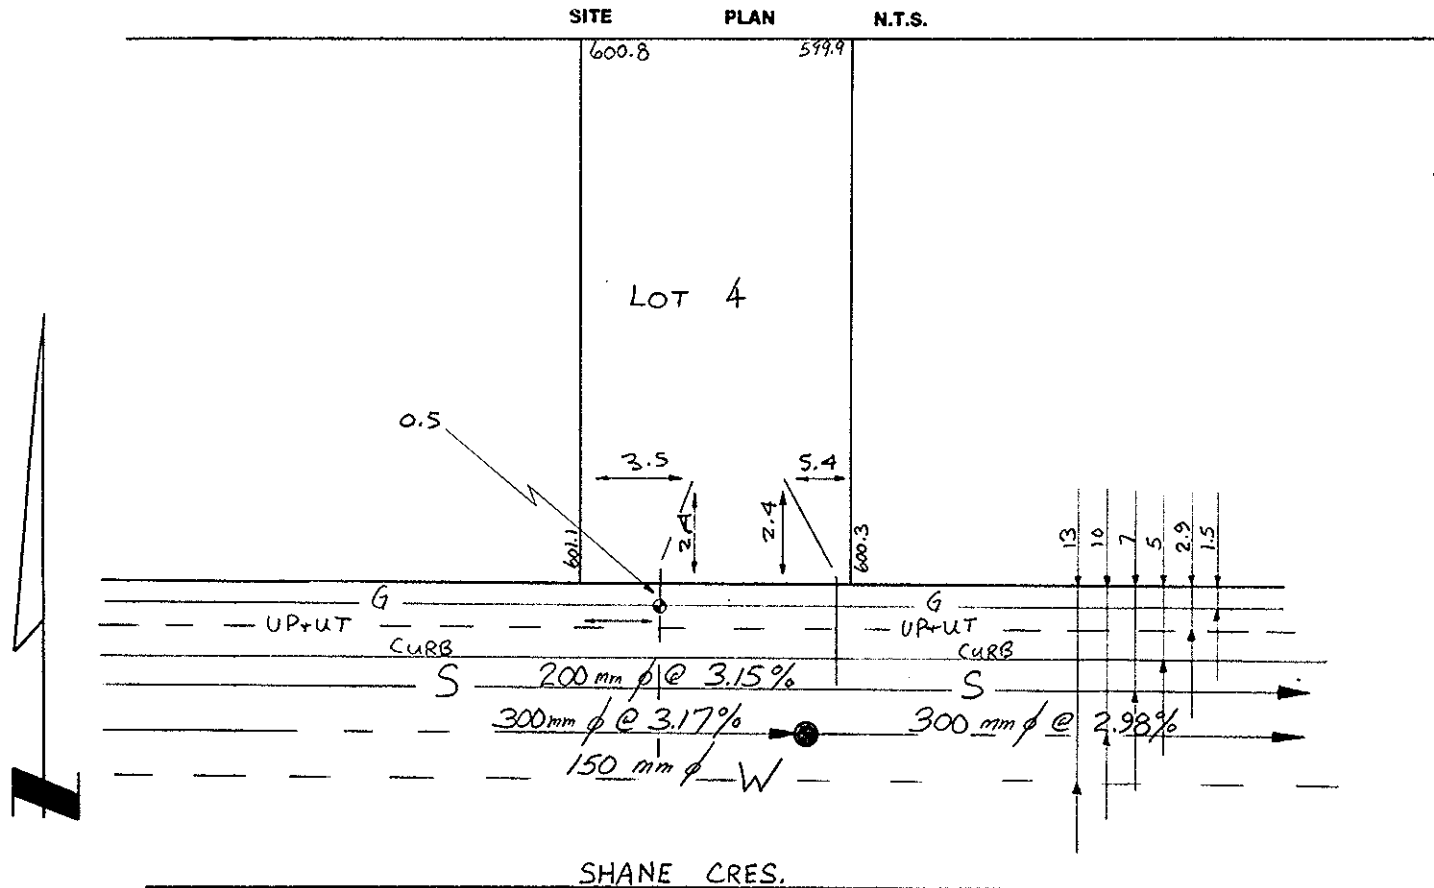 SITE PLAN N.T.S.
600.8 599.9
LOT 4
0.5
3.5 5.4
2.4 2.4
601.1 600.3
13 10 7 5 2.9 1.5
G G
UP+UT UP+UT
CURB CURB
S 200 mm ϕ @ 3.15% S
300mm ϕ @ 3.17% 300 mm ϕ @ 2.98%
150 mm ϕ W
SHANE CRES.